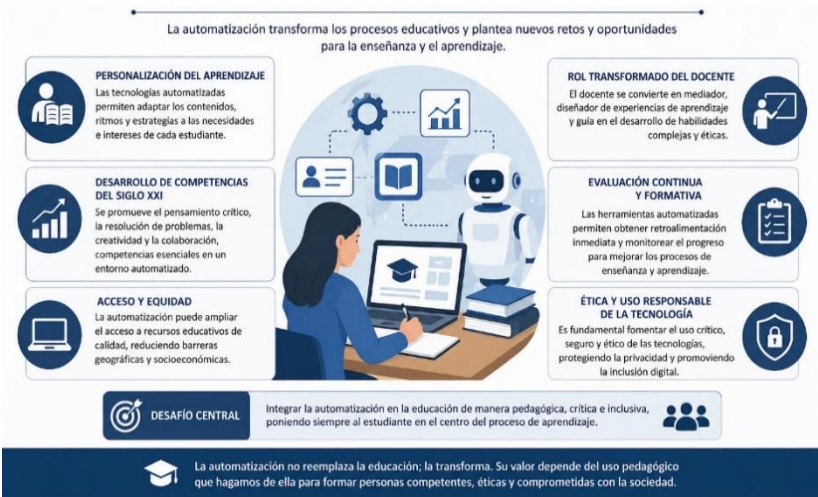 La automatización transforma los procesos educativos y plantea nuevos retos y oportunidades
para la enseñanza y el aprendizaje.
PERSONALIZACIÓN DEL APRENDIZAJE
Las tecnologías automatizadas
permiten adaptar los contenidos,
ritmos y estrategias a las necesidades
e intereses de cada estudiante.
DESARROLLO DE COMPETENCIAS
DEL SIGLO XXI
Se promueve el pensamiento crítico,
la resolución de problemas, la
creatividad y la colaboración,
competencias esenciales en un
entorno automatizado.
ACCESO Y EQUIDAD
La automatización puede ampliar
el acceso a recursos educativos de
calidad, reduciendo barreras
geográficas y socioeconómicas.
ROL TRANSFORMADO DEL DOCENTE
El docente se convierte en mediador,
diseñador de experiencias de aprendizaje
y guía en el desarrollo de habilidades
complejas y éticas.
EVALUACIÓN CONTINUA
Y FORMATIVA
Las herramientas automatizadas
permiten obtener retroalimentación
inmediata y monitorear el progreso
para mejorar los procesos de
enseñanza y aprendizaje.
ÉTICA Y USO RESPONSABLE
DE LA TECNOLOGÍA
Es fundamental fomentar el uso crítico,
seguro y ético de las tecnologías,
protegiendo la privacidad y promoviendo
la inclusión digital.
DESAFÍO CENTRAL
Integrar la automatización en la educación de manera pedagógica, crítica e inclusiva,
poniendo siempre al estudiante en el centro del proceso de aprendizaje.
La automatización no reemplaza la educación; la transforma. Su valor depende del uso pedagógico
que hagamos de ella para formar personas competentes, éticas y comprometidas con la sociedad.